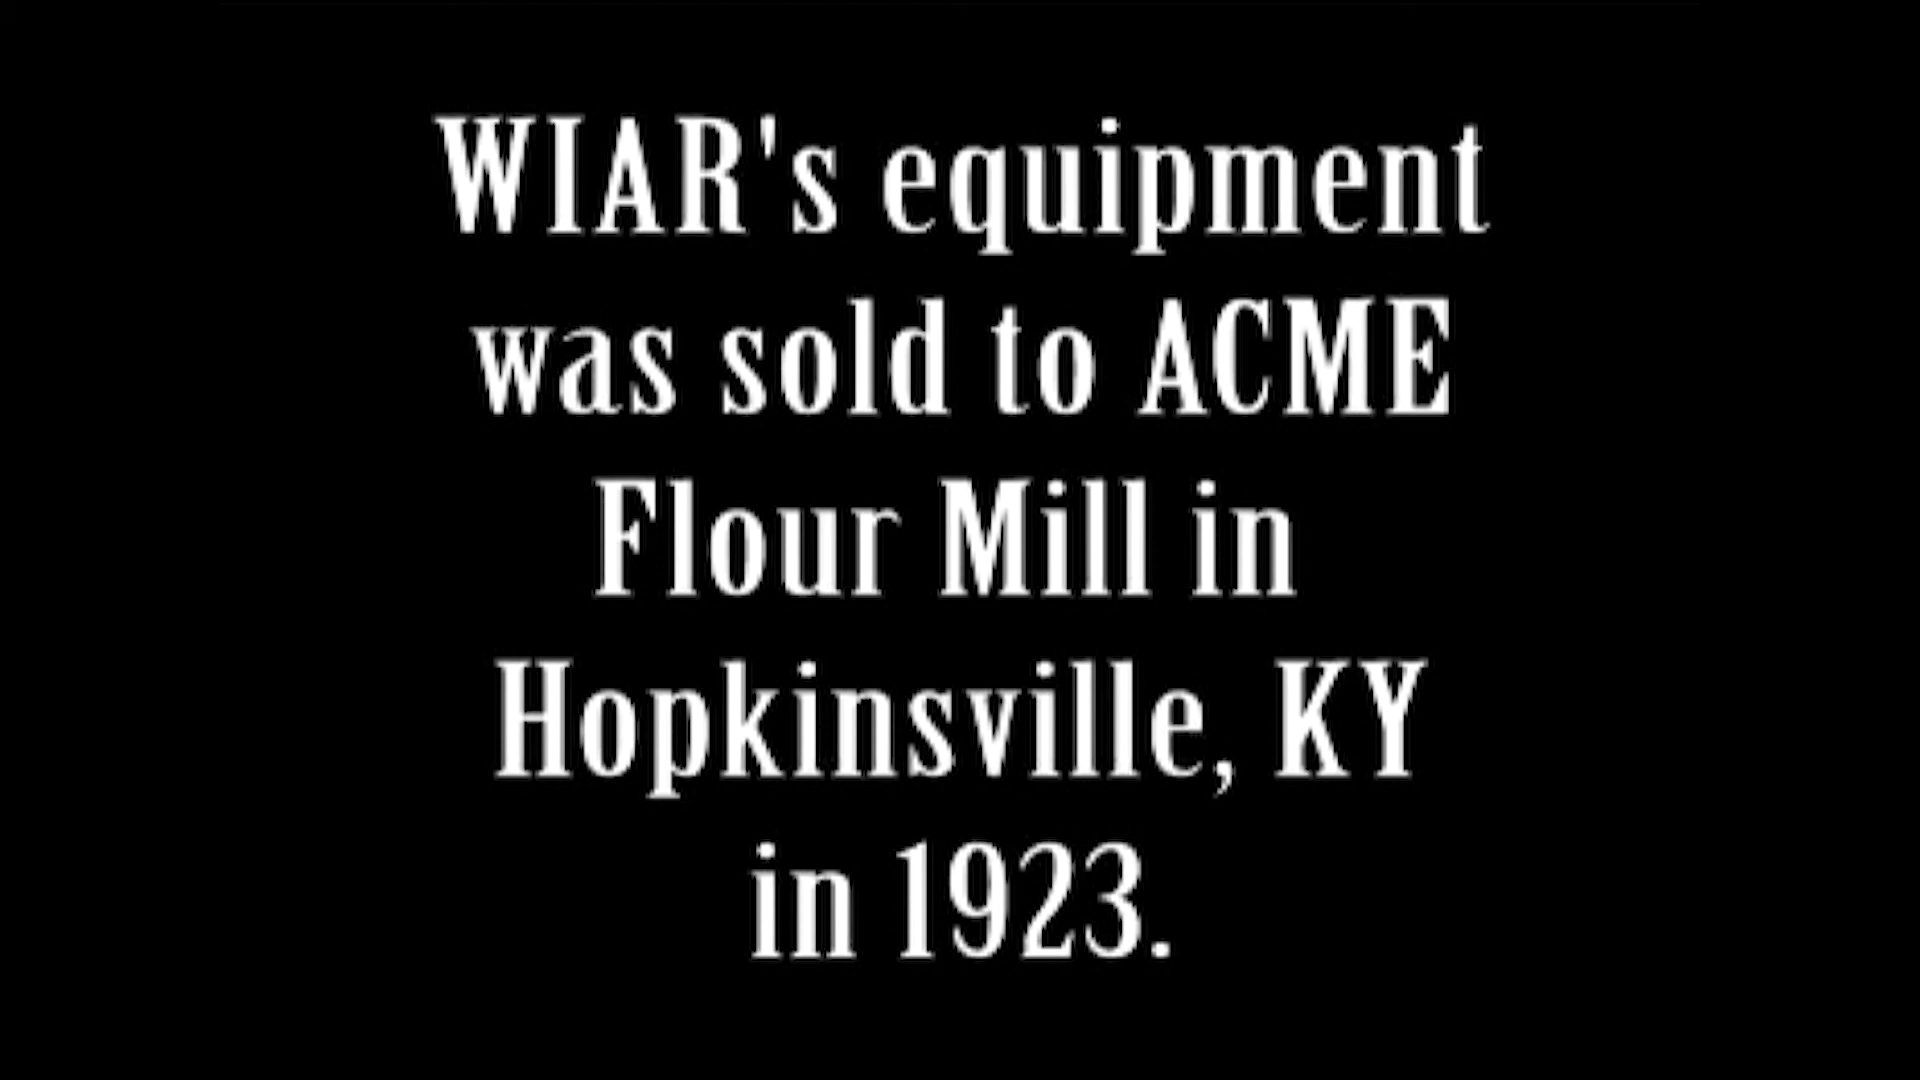 WIAR's equipment
was sold to ACME
Flour Mill in
Hopkinsville, KY
in 1923.